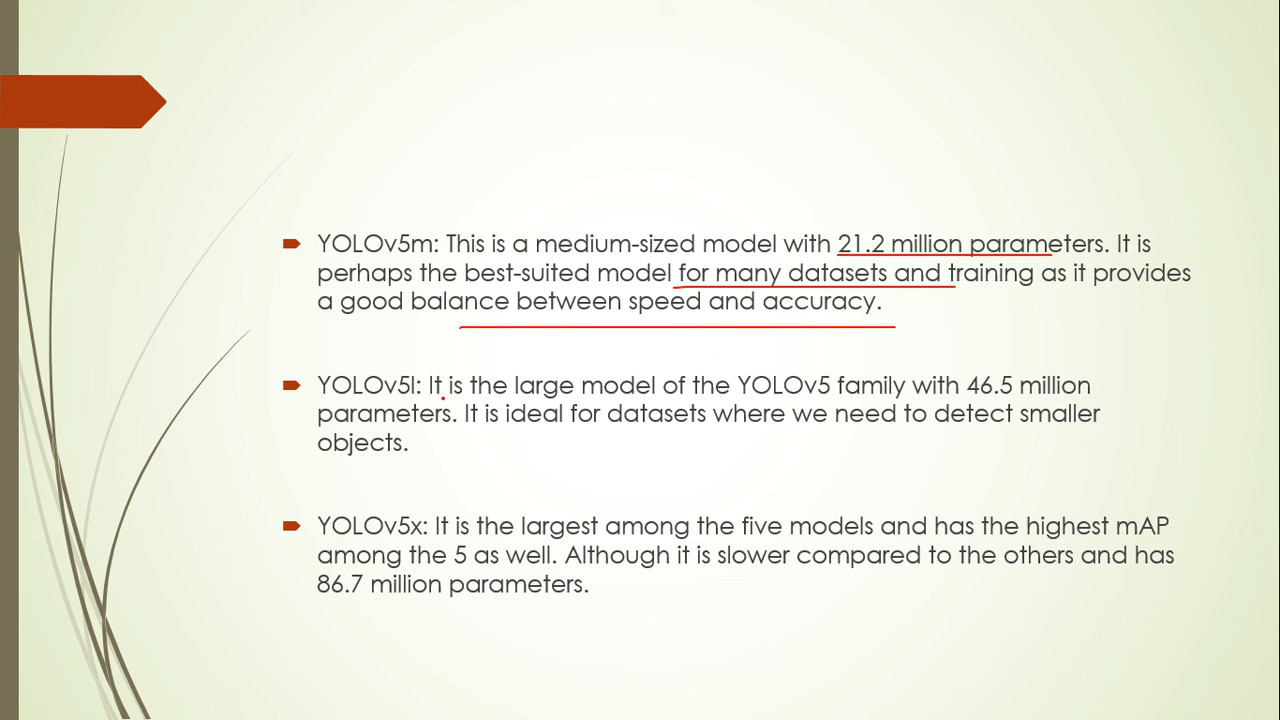 YOLOv5m: This is a medium-sized model with 21.2 million parameters. It is
perhaps the best-suited model for many datasets and training as it provides
a good balance between speed and accuracy.
YOLOv5l: It is the large model of the YOLOv5 family with 46.5 million
parameters. It is ideal for datasets where we need to detect smaller
objects.
YOLOv5x: It is the largest among the five models and has the highest mAP
among the 5 as well. Although it is slower compared to the others and has
86.7 million parameters.